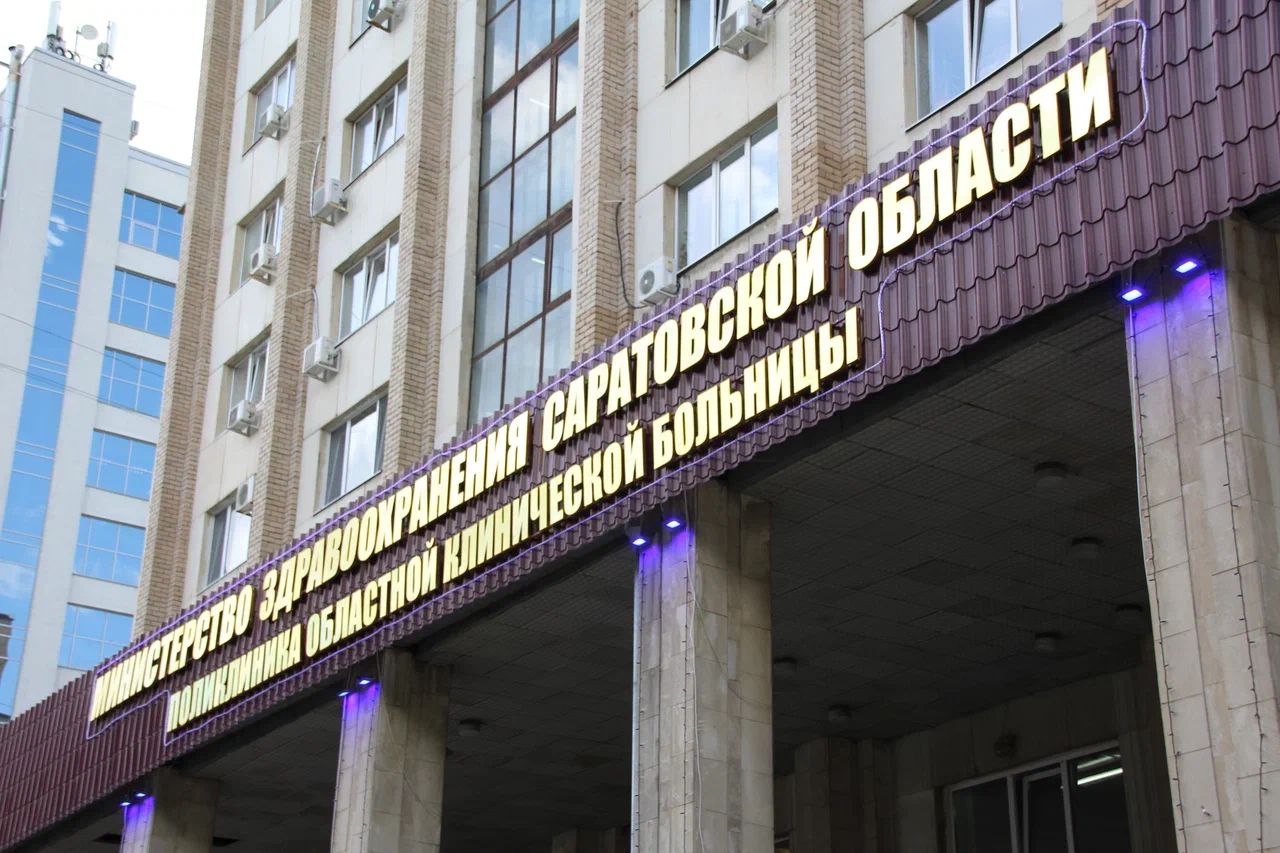 МИНИСТЕРСТВО ЗДРАВООХРАНЕНИЯ САРАТОВСКОЙ ОБЛАСТИ
ПОЛИКЛИНИКА ОБЛАСТНОЙ КЛИНИЧЕСКОЙ БОЛЬНИЦЫ